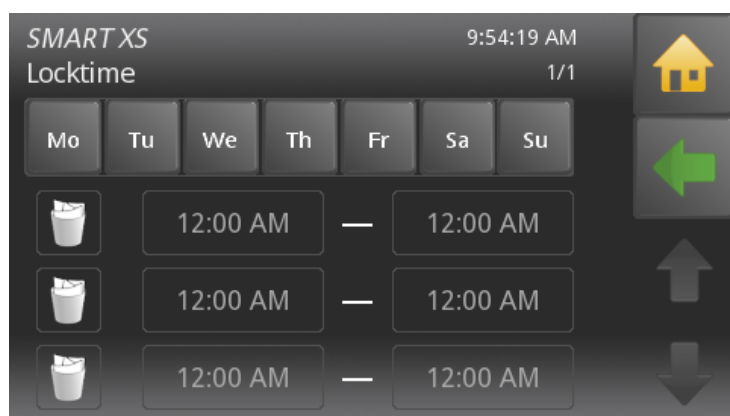 SMART XS 9:54:19 AM
Locktime 1/1
Mo Tu We Th Fr Sa Su
12:00 AM — 12:00 AM
12:00 AM — 12:00 AM
12:00 AM — 12:00 AM